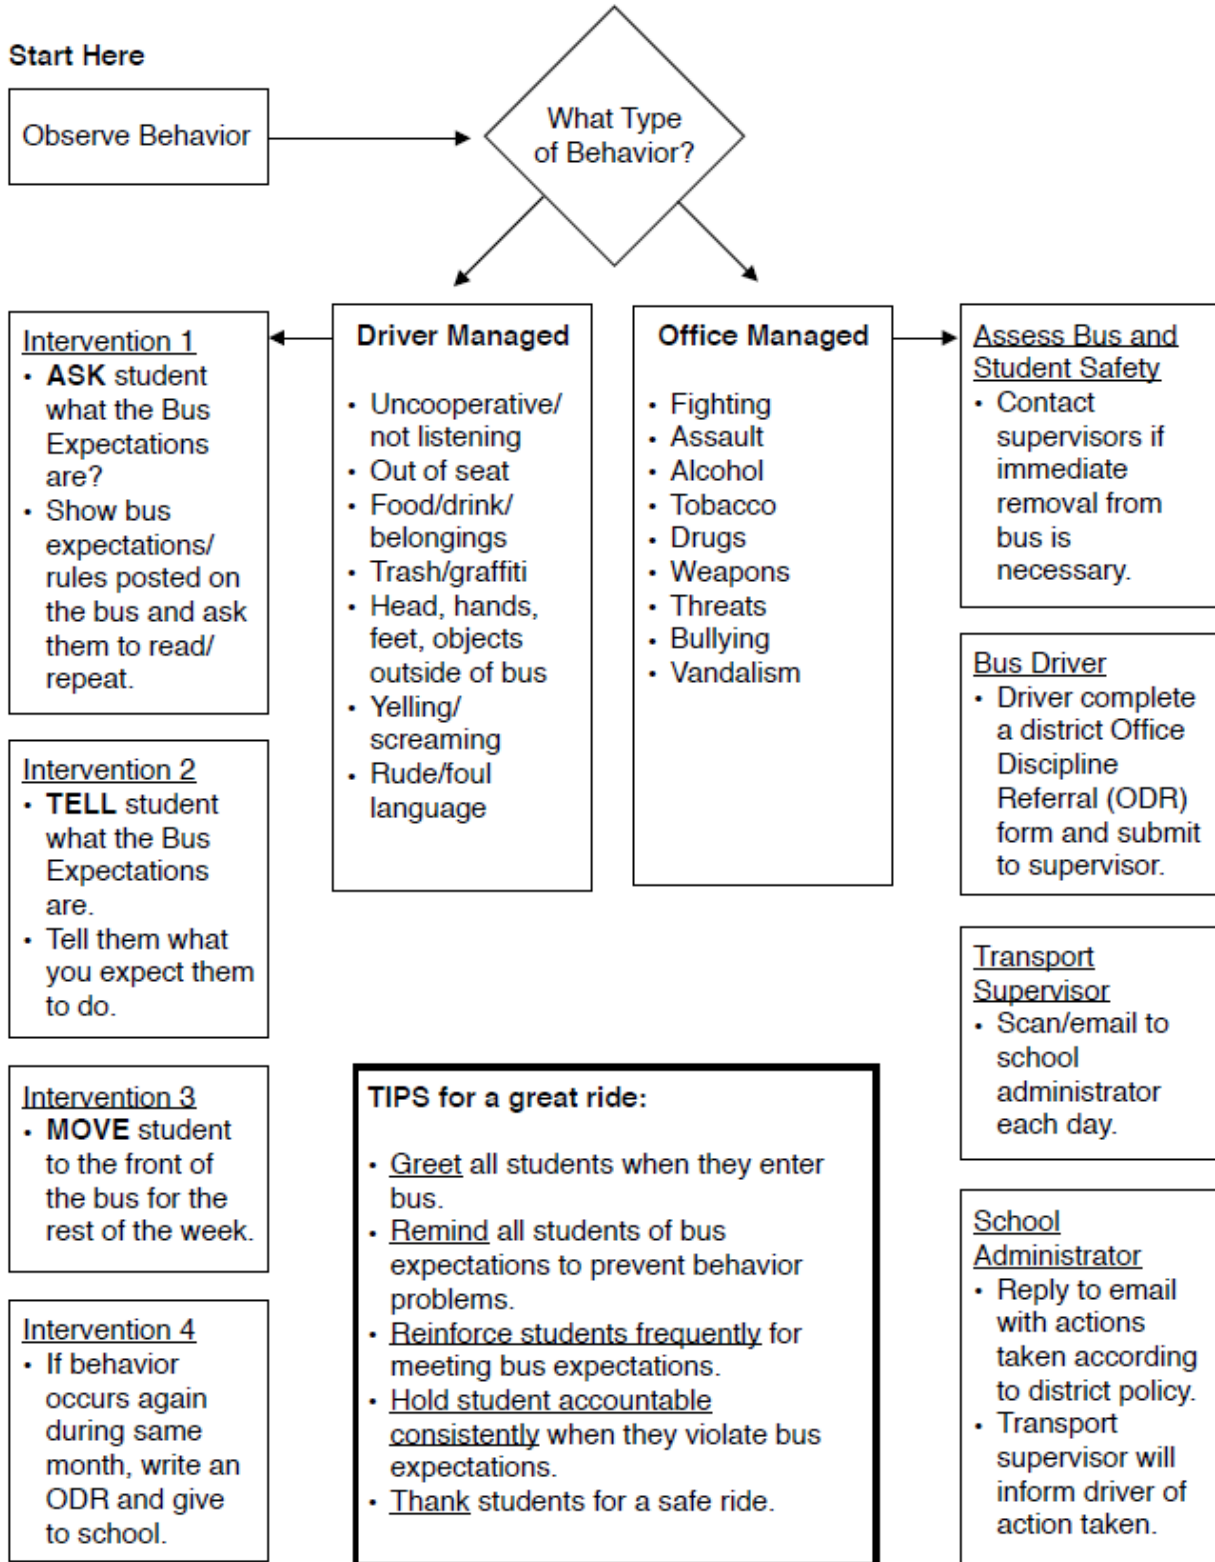 Start Here
Observe Behavior
What Type
of Behavior?
Intervention 1
• ASK student
what the Bus
Expectations
are?
• Show bus
expectations/
rules posted on
the bus and ask
them to read/
repeat.
Intervention 2
• TELL student
what the Bus
Expectations
are.
• Tell them what
you expect them
to do.
Intervention 3
• MOVE student
to the front of
the bus for the
rest of the week.
Intervention 4
• If behavior
occurs again
during same
month, write an
ODR and give
to school.
Driver Managed
• Uncooperative/
not listening
• Out of seat
• Food/drink/
belongings
• Trash/graffiti
• Head, hands,
feet, objects
outside of bus
• Yelling/
screaming
• Rude/foul
language
Office Managed
• Fighting
• Assault
• Alcohol
• Tobacco
• Drugs
• Weapons
• Threats
• Bullying
• Vandalism
Assess Bus and
Student Safety
• Contact
supervisors if
immediate
removal from
bus is
necessary.
Bus Driver
• Driver complete
a district Office
Discipline
Referral (ODR)
form and submit
to supervisor.
Transport
Supervisor
• Scan/email to
school
administrator
each day.
School
Administrator
• Reply to email
with actions
taken according
to district policy.
• Transport
supervisor will
inform driver of
action taken.
TIPS for a great ride:
• Greet all students when they enter
bus.
• Remind all students of bus
expectations to prevent behavior
problems.
• Reinforce students frequently for
meeting bus expectations.
• Hold student accountable
consistently when they violate bus
expectations.
• Thank students for a safe ride.